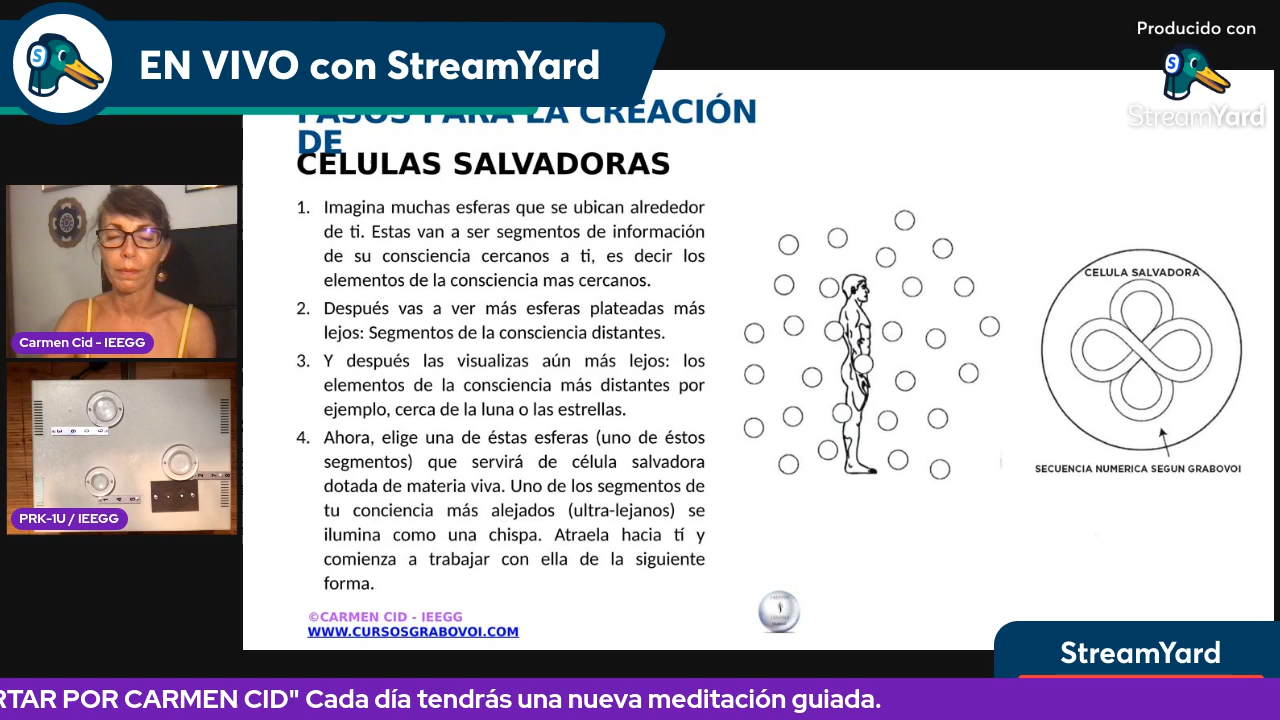 EN VIVO con StreamYard
Producido con
StreamYard
PASOS PARA LA CREACIÓN
DE
CELULAS SALVADORAS
1. Imagina muchas esferas que se ubican alrededor
de ti. Estas van a ser segmentos de información
de su consciencia cercanos a ti, es decir los
elementos de la consciencia mas cercanos.
2. Después vas a ver más esferas plateadas más
lejos: Segmentos de la consciencia distantes.
3. Y después las visualizas aún más lejos: los
elementos de la consciencia más distantes por
ejemplo, cerca de la luna o las estrellas.
4. Ahora, elige una de éstas esferas (uno de éstos
segmentos) que servirá de célula salvadora
dotada de materia viva. Uno de los segmentos de
tu conciencia más alejados (ultra-lejanos) se
ilumina como una chispa. Atraela hacia tí y
comienza a trabajar con ella de la siguiente
forma.
©CARMEN CID - IEEGG
WWW.CURSOSGRABOVOI.COM
CELULA SALVADORA
SECUENCIA NUMERICA SEGUN GRABOVOI
Carmen Cid - IEEGG
PRK-1U / IEEGG
StreamYard
RTAR POR CARMEN CID" Cada día tendrás una nueva meditación guiada.